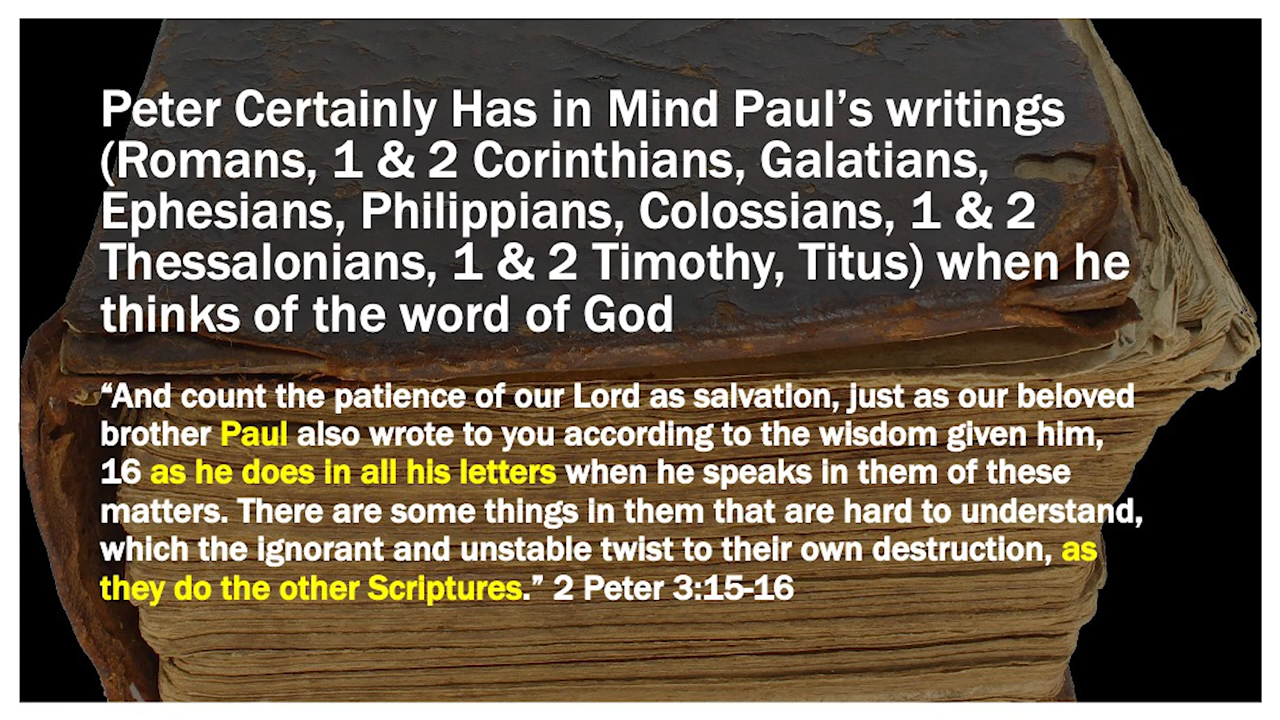 Peter Certainly Has in Mind Paul’s writings
(Romans, 1 & 2 Corinthians, Galatians,
Ephesians, Philippians, Colossians, 1 & 2
Thessalonians, 1 & 2 Timothy, Titus) when he
thinks of the word of God
“And count the patience of our Lord as salvation, just as our beloved
brother Paul also wrote to you according to the wisdom given him,
16 as he does in all his letters when he speaks in them of these
matters. There are some things in them that are hard to understand,
which the ignorant and unstable twist to their own destruction, as
they do the other Scriptures.” 2 Peter 3:15-16